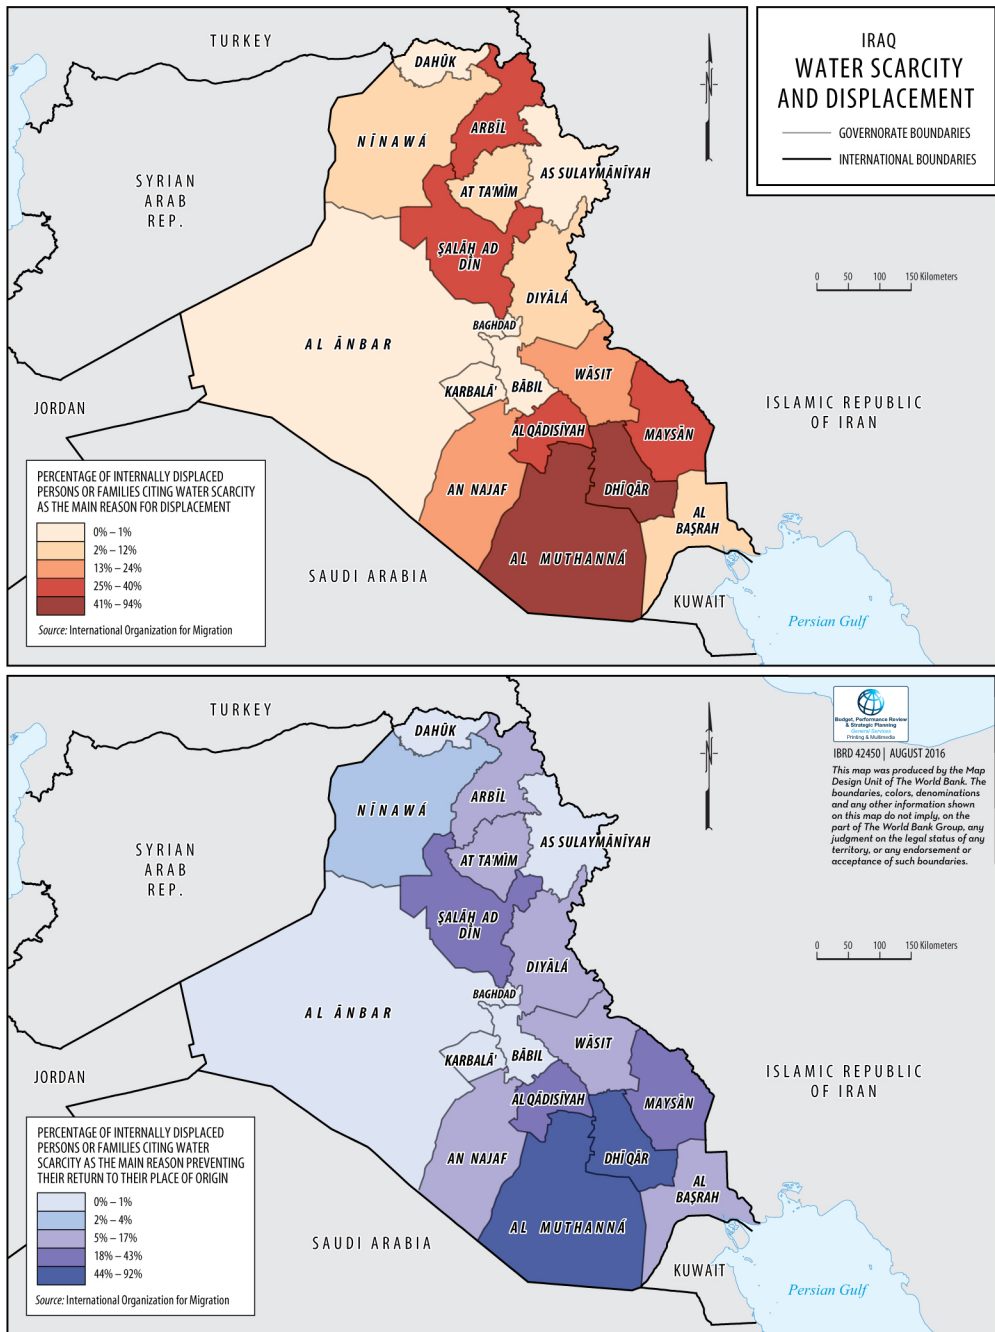 IRAQ
WATER SCARCITY
AND DISPLACEMENT
GOVERNORATE BOUNDARIES
INTERNATIONAL BOUNDARIES
TURKEY
DAHŪK
ARBĪL
NĪNAWÁ
AS SULAYMĀNĪYAH
AT TA'MĪM
SYRIAN
ARAB
REP.
ŞALĀḤ AD
DĪN
0 50 100 150 Kilometers
DIYĀLÁ
BAGHDAD
AL ĀNBAR
WĀSIT
BĀBIL
KARBALĀ'
JORDAN
ISLAMIC REPUBLIC
OF IRAN
AL QĀDISĪYAH
MAYSĀN
AN NAJAF
DHĪ QĀR
AL
BAŞRAH
AL MUTHANNÁ
SAUDI ARABIA
KUWAIT
Persian Gulf
PERCENTAGE OF INTERNALLY DISPLACED
PERSONS OR FAMILIES CITING WATER SCARCITY
AS THE MAIN REASON FOR DISPLACEMENT
0% – 1%
2% – 12%
13% – 24%
25% – 40%
41% – 94%
Source: International Organization for Migration
N
TURKEY
DAHŪK
ARBĪL
NĪNAWÁ
AS SULAYMĀNĪYAH
AT TA'MĪM
SYRIAN
ARAB
REP.
ŞALĀḤ AD
DĪN
Budget, Performance Review
& Strategic Planning
General Services
Printing & Multimedia
IBRD 42450 | AUGUST 2016
This map was produced by the Map
Design Unit of The World Bank. The
boundaries, colors, denominations
and any other information shown
on this map do not imply, on the
part of The World Bank Group, any
judgment on the legal status of any
territory, or any endorsement or
acceptance of such boundaries.
0 50 100 150 Kilometers
DIYĀLÁ
BAGHDAD
AL ĀNBAR
WĀSIT
BĀBIL
KARBALĀ'
JORDAN
ISLAMIC REPUBLIC
OF IRAN
AL QĀDISĪYAH
MAYSĀN
AN NAJAF
DHĪ QĀR
AL
BAŞRAH
AL MUTHANNÁ
SAUDI ARABIA
KUWAIT
Persian Gulf
PERCENTAGE OF INTERNALLY DISPLACED
PERSONS OR FAMILIES CITING WATER
SCARCITY AS THE MAIN REASON PREVENTING
THEIR RETURN TO THEIR PLACE OF ORIGIN
0% – 1%
2% – 4%
5% – 17%
18% – 43%
44% – 92%
Source: International Organization for Migration
N